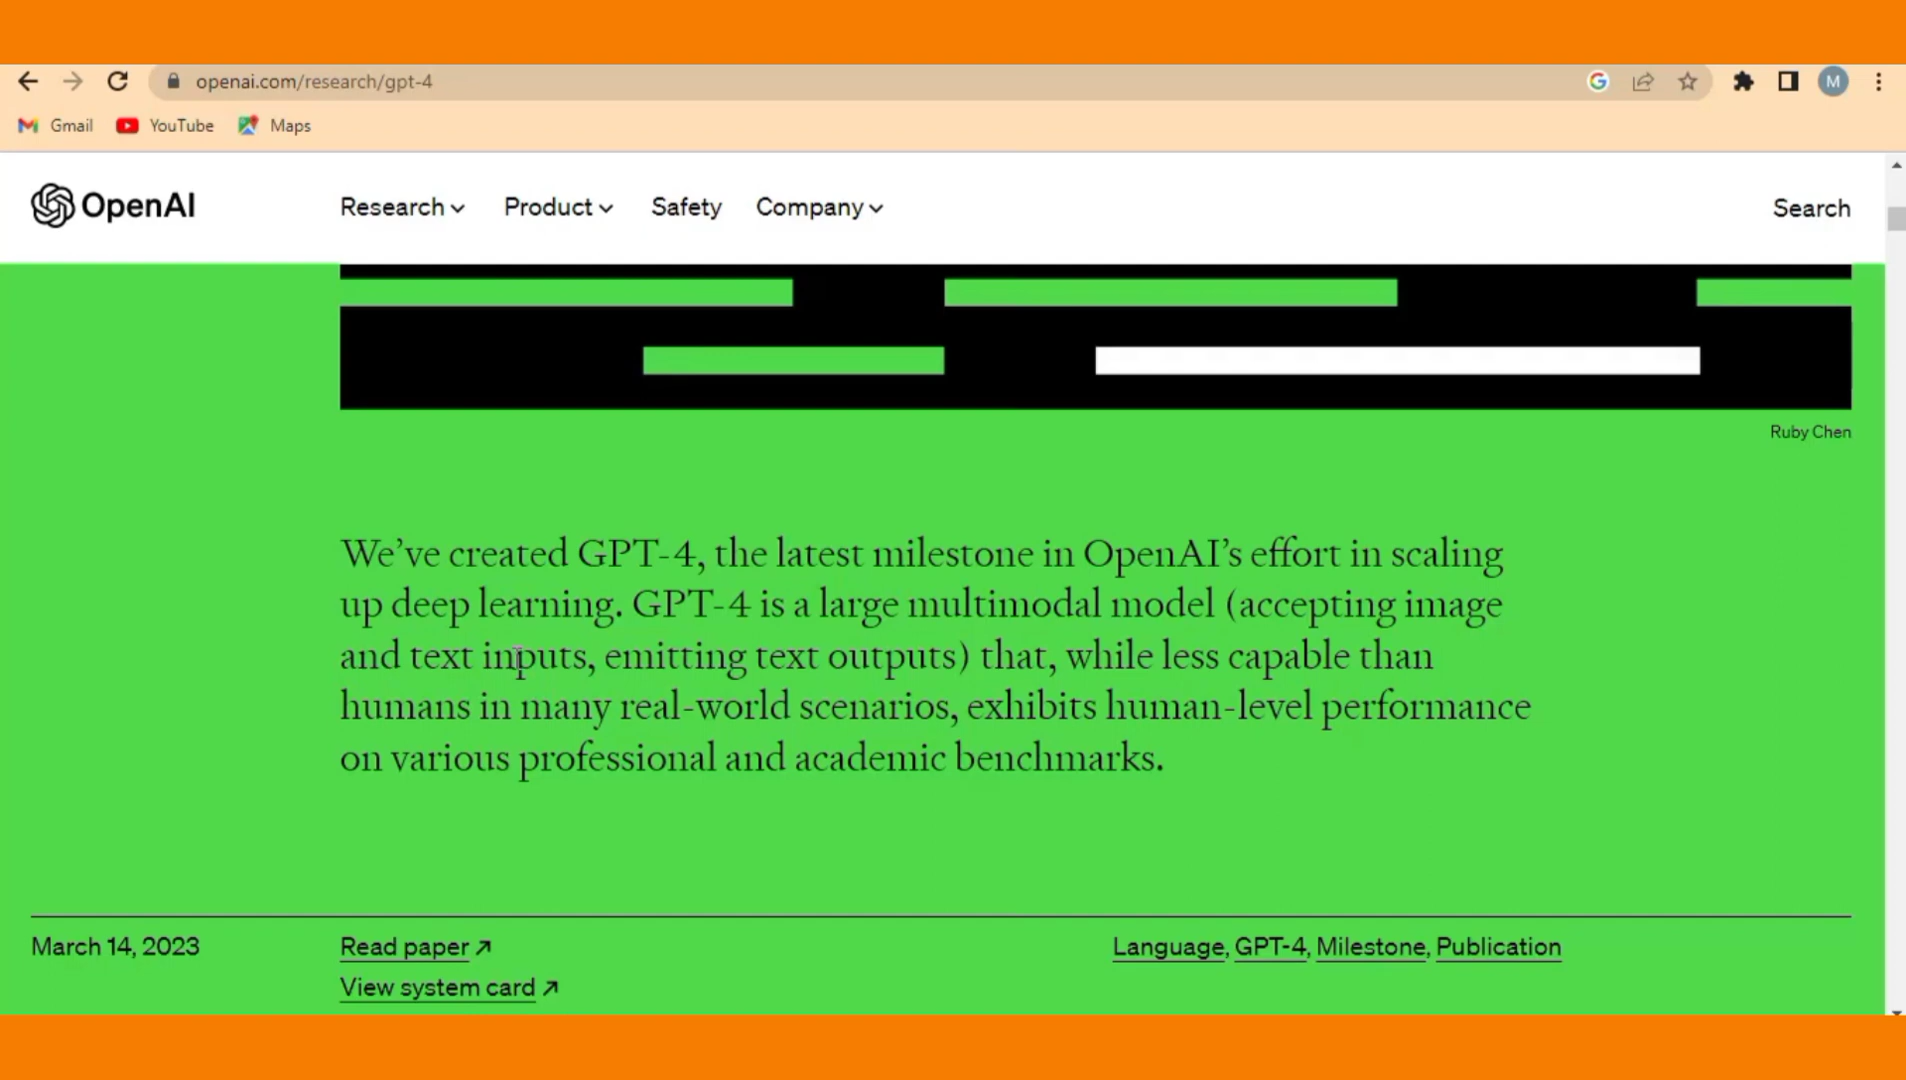 openai.com/research/gpt-4
M
Gmail YouTube Maps
OpenAI Research Product Safety Company Search
Ruby Chen
We’ve created GPT-4, the latest milestone in OpenAI’s effort in scaling
up deep learning. GPT-4 is a large multimodal model (accepting image
and text inputs, emitting text outputs) that, while less capable than
humans in many real-world scenarios, exhibits human-level performance
on various professional and academic benchmarks.
March 14, 2023 Read paper ↗ Language, GPT-4, Milestone, Publication
View system card ↗